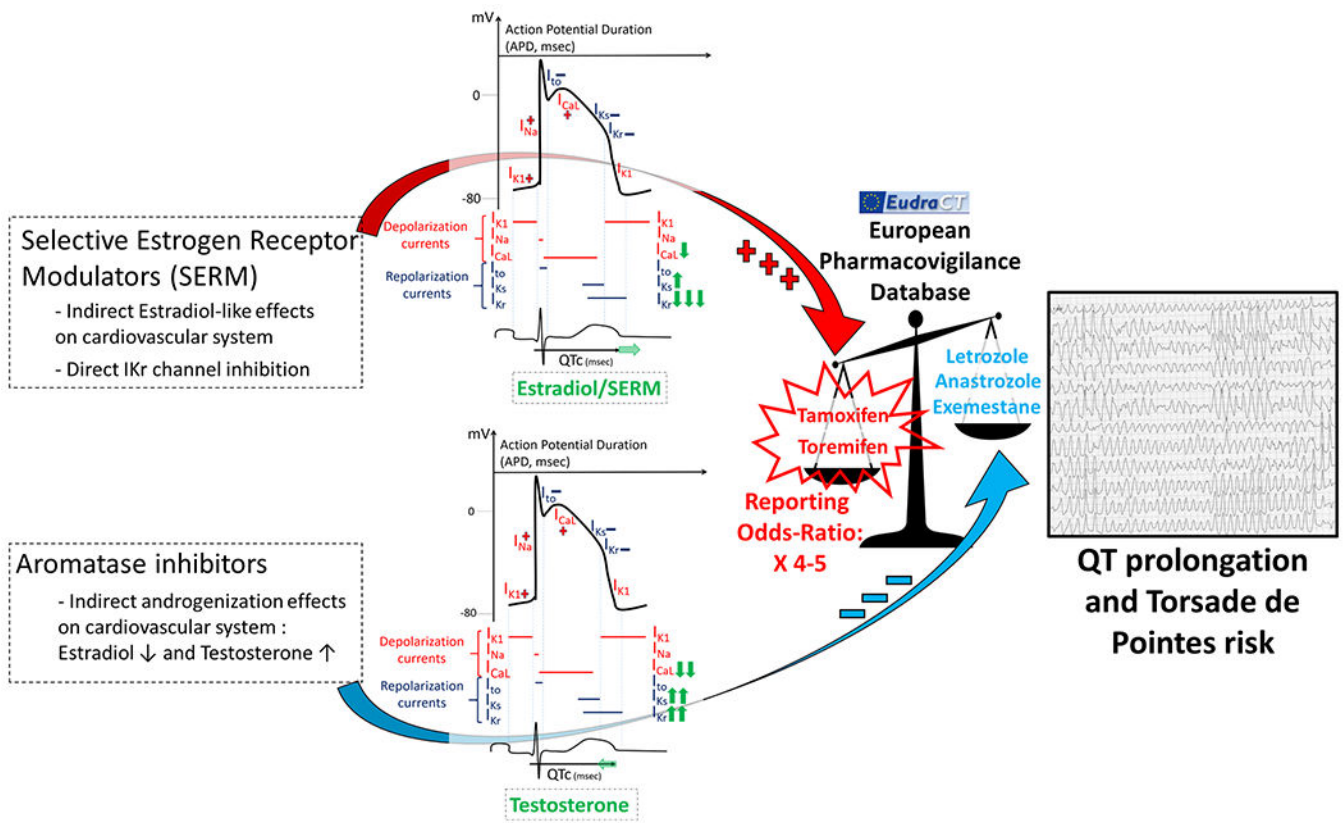 mV
Action Potential Duration
(APD, msec)
0
-80
Ito
ICaL
INa
IKs
IKr
IK1
IK1
Depolarization
currents
IK1
INa
ICaL
Repolarization
currents
Ito
IKs
IKr
IK1
INa
ICaL
Ito
IKs
IKr
QTc (msec)
Estradiol/SERM
Selective Estrogen Receptor
Modulators (SERM)
- Indirect Estradiol-like effects
on cardiovascular system
- Direct IKr channel inhibition
mV
Action Potential Duration
(APD, msec)
0
-80
Ito
ICaL
INa
IKs
IKr
IK1
IK1
Depolarization
currents
IK1
INa
ICaL
Repolarization
currents
Ito
IKs
IKr
IK1
INa
ICaL
Ito
IKs
IKr
QTc (msec)
Testosterone
Aromatase inhibitors
- Indirect androgenization effects
on cardiovascular system :
Estradiol ↓ and Testosterone ↑
EudraCT
European
Pharmacovigilance
Database
Letrozole
Anastrozole
Exemestane
Tamoxifen
Toremifen
Reporting
Odds-Ratio:
X 4-5
QT prolongation
and Torsade de
Pointes risk